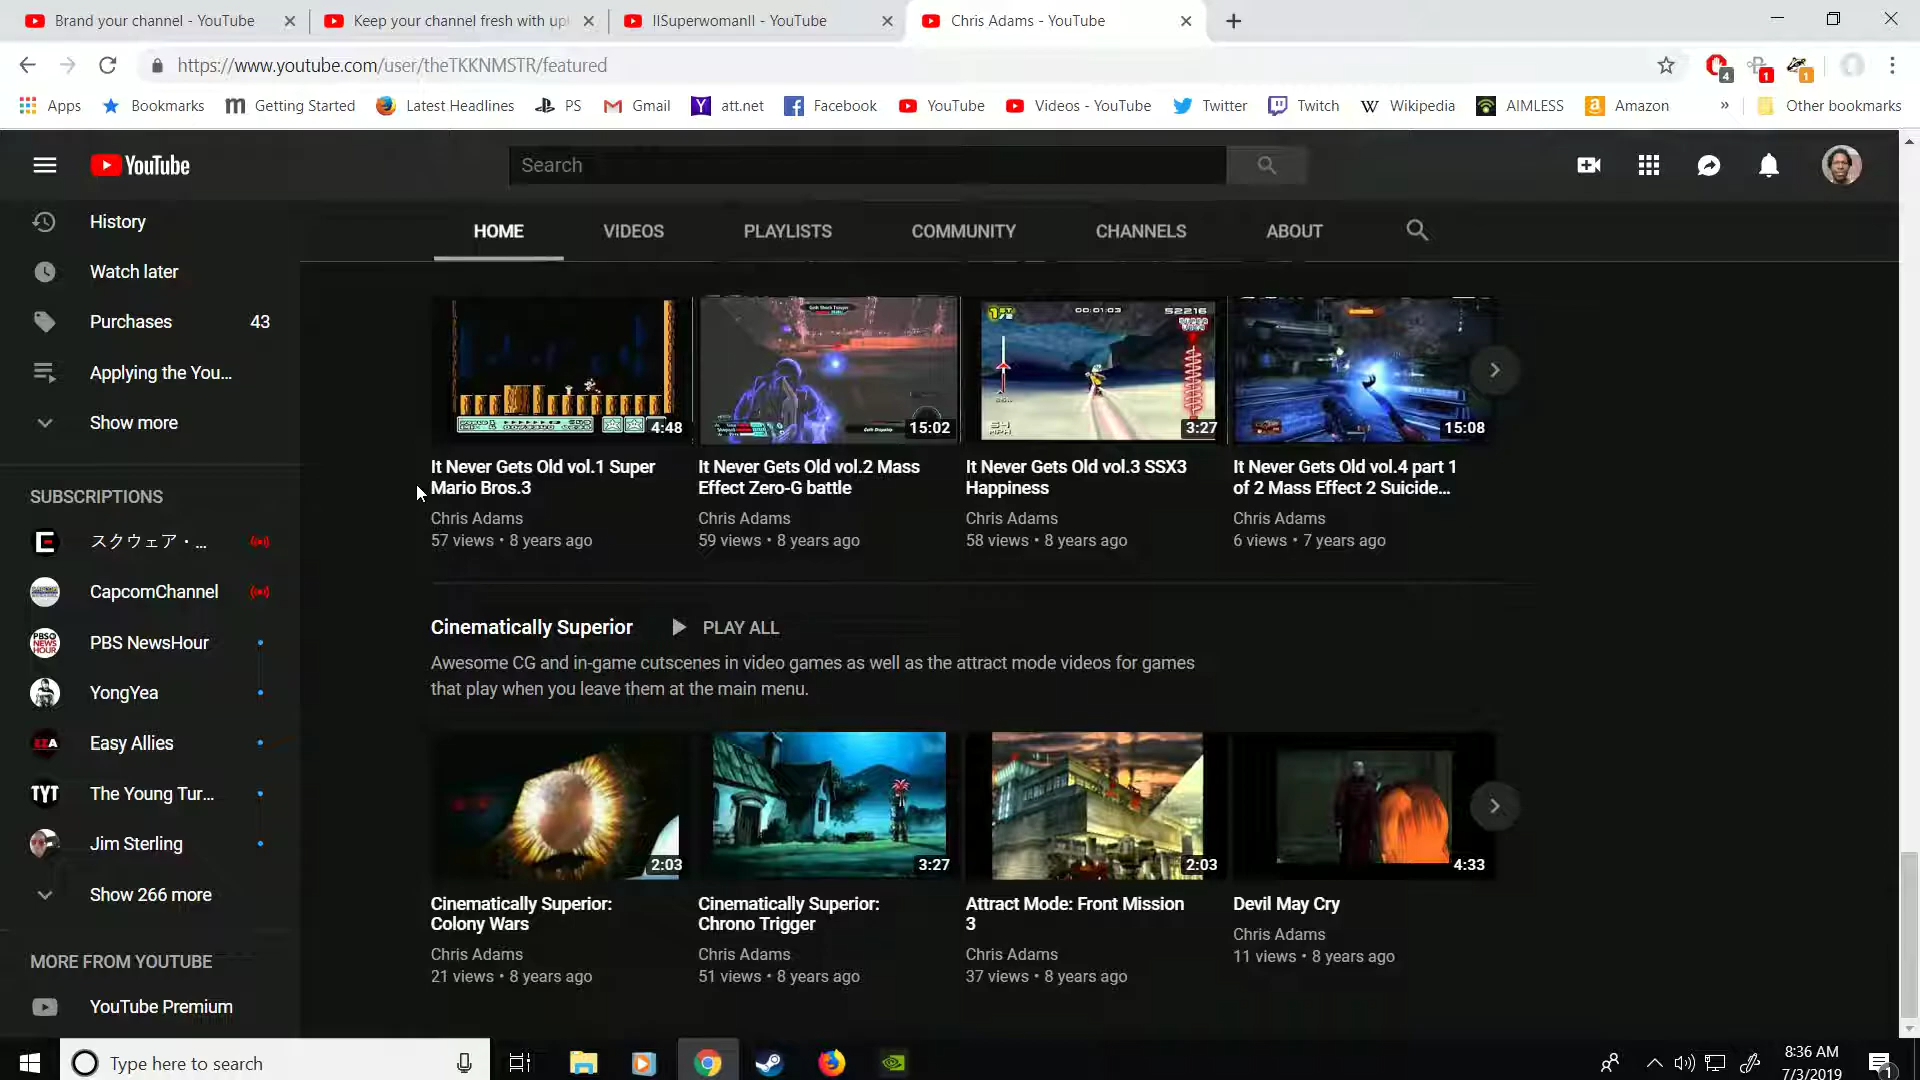 Brand your channel - YouTube
Keep your channel fresh with up
IISuperwomanII - YouTube
Chris Adams - YouTube
https://www.youtube.com/user/theTKKNMSTR/featured
4
1
1
Apps
Bookmarks
Getting Started
Latest Headlines
PS
Gmail
att.net
Facebook
YouTube
Videos - YouTube
Twitter
Twitch
Wikipedia
AIMLESS
Amazon
»
Other bookmarks
YouTube
Search
History
Watch later
Purchases 43
Applying the You...
Show more
SUBSCRIPTIONS
スクウェア・...
CapcomChannel
PBS NewsHour
YongYea
Easy Allies
TYT
The Young Tur...
Jim Sterling
Show 266 more
MORE FROM YOUTUBE
YouTube Premium
HOME
VIDEOS
PLAYLISTS
COMMUNITY
CHANNELS
ABOUT
4:48
15:02
00:01:03
52216
3:27
15:08
It Never Gets Old vol.1 Super
Mario Bros.3
Chris Adams
57 views • 8 years ago
It Never Gets Old vol.2 Mass
Effect Zero-G battle
Chris Adams
59 views • 8 years ago
It Never Gets Old vol.3 SSX3
Happiness
Chris Adams
58 views • 8 years ago
It Never Gets Old vol.4 part 1
of 2 Mass Effect 2 Suicide...
Chris Adams
6 views • 7 years ago
Cinematically Superior
PLAY ALL
Awesome CG and in-game cutscenes in video games as well as the attract mode videos for games
that play when you leave them at the main menu.
2:03
3:27
2:03
4:33
Cinematically Superior:
Colony Wars
Chris Adams
21 views • 8 years ago
Cinematically Superior:
Chrono Trigger
Chris Adams
51 views • 8 years ago
Attract Mode: Front Mission
3
Chris Adams
37 views • 8 years ago
Devil May Cry
Chris Adams
11 views • 8 years ago
Type here to search
8:36 AM
7/3/2019
1